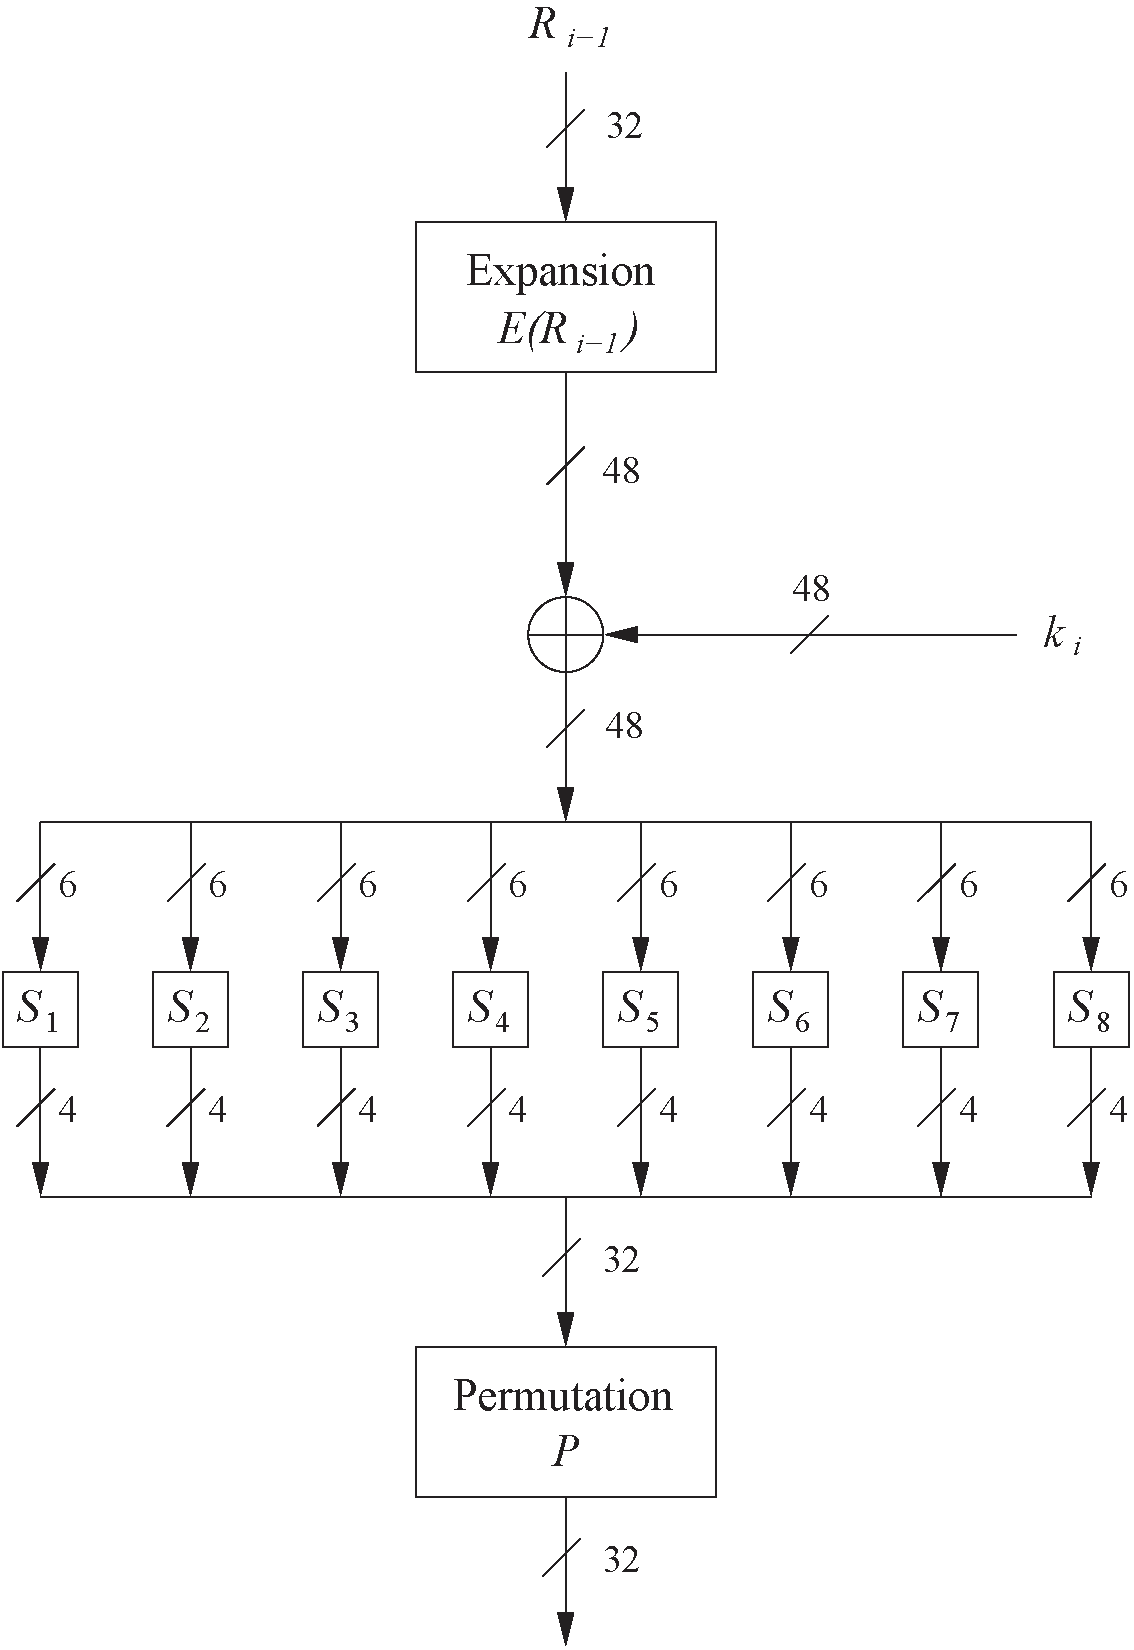 R i−1
32
Expansion
E(R i−1)
48
48
k i
48
6 6 6 6 6 6 6 6
S1 S2 S3 S4 S5 S6 S7 S8
4 4 4 4 4 4 4 4
32
Permutation
P
32